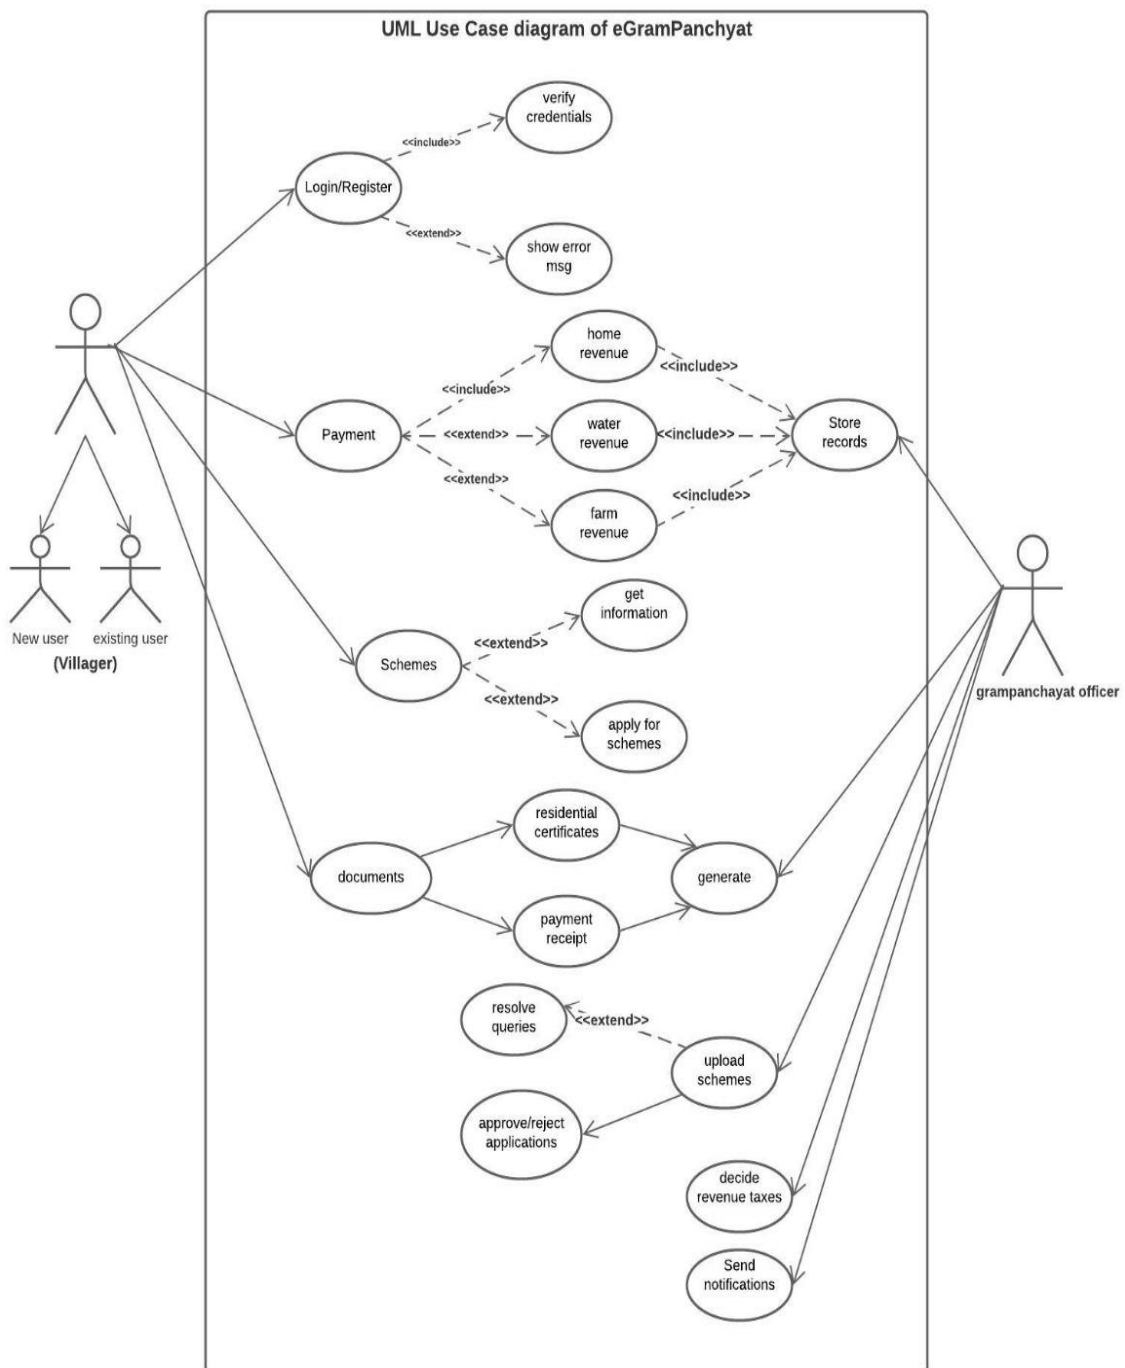 UML Use Case diagram of eGramPanchyat
verify
credentials
<<include>>
Login/Register
<<extend>>
show error
msg
home
revenue
<<include>>
<<include>>
Payment
<<extend>>
water
revenue
<<include>>
Store
records
<<extend>>
<<include>>
farm
revenue
New user
existing user
(Villager)
get
information
<<extend>>
Schemes
<<extend>>
apply for
schemes
grampanchayat officer
residential
certificates
documents
generate
payment
receipt
resolve
queries
<<extend>>
upload
schemes
approve/reject
applications
decide
revenue taxes
Send
notifications